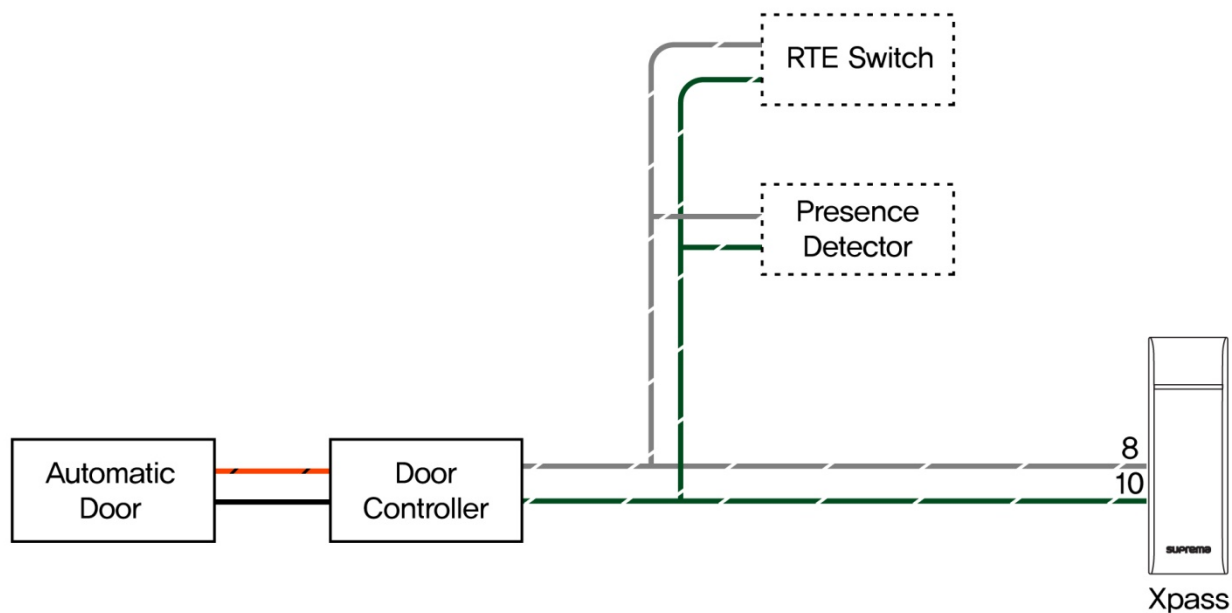 RTE Switch
Presence
Detector
Automatic
Door
Door
Controller
8
10
suprema
Xpass